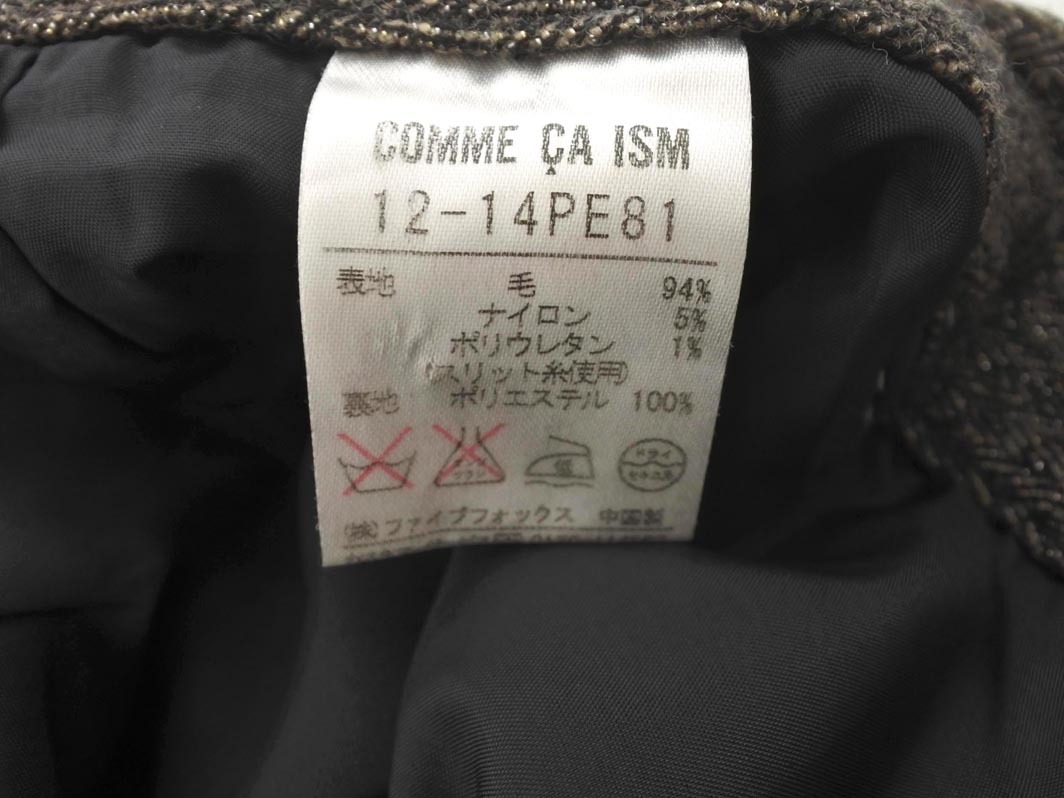 COMME ÇA ISM
12-14PE81
表地 毛 94%
ナイロン 5%
ポリウレタン 1%
(スリット糸使用)
裏地 ポリエステル 100%
低 ドライ
(株)ファイブフォックス 中国製